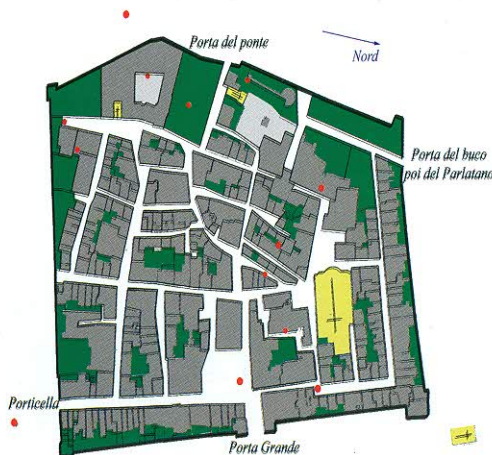 Porta del ponte
Nord
Porta del buco
poi del Parlatano
Porticella
Porta Grande